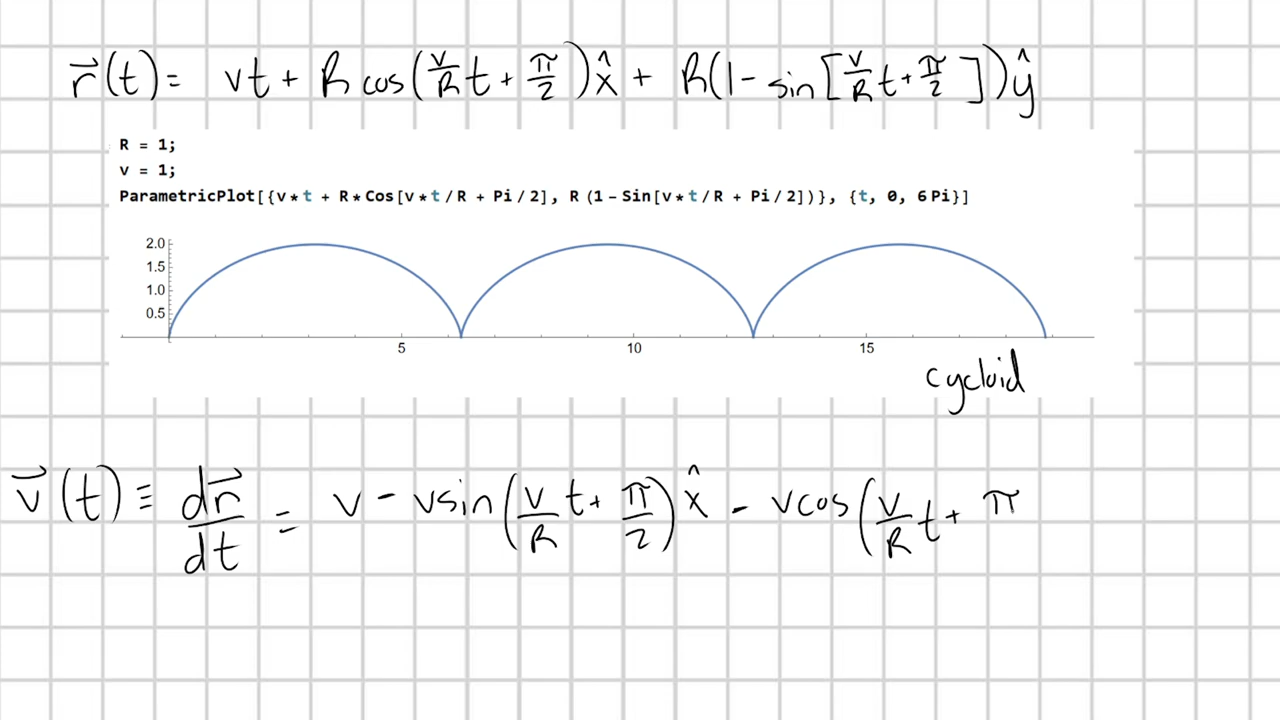 r⃗(t) = vt + R cos(v/R t + π/2) x̂ + R(1 - sin[v/R t + π/2]) ŷ
R = 1;
v = 1;
ParametricPlot[{v*t + R*Cos[v*t/R + Pi/2], R (1 - Sin[v*t/R + Pi/2])}, {t, 0, 6 Pi}]
2.0
1.5
1.0
0.5
5 10 15
cycloid
v⃗(t) ≡ dr⃗/dt = v - v sin(v/R t + π/2) x̂ - v cos(v/R t + π